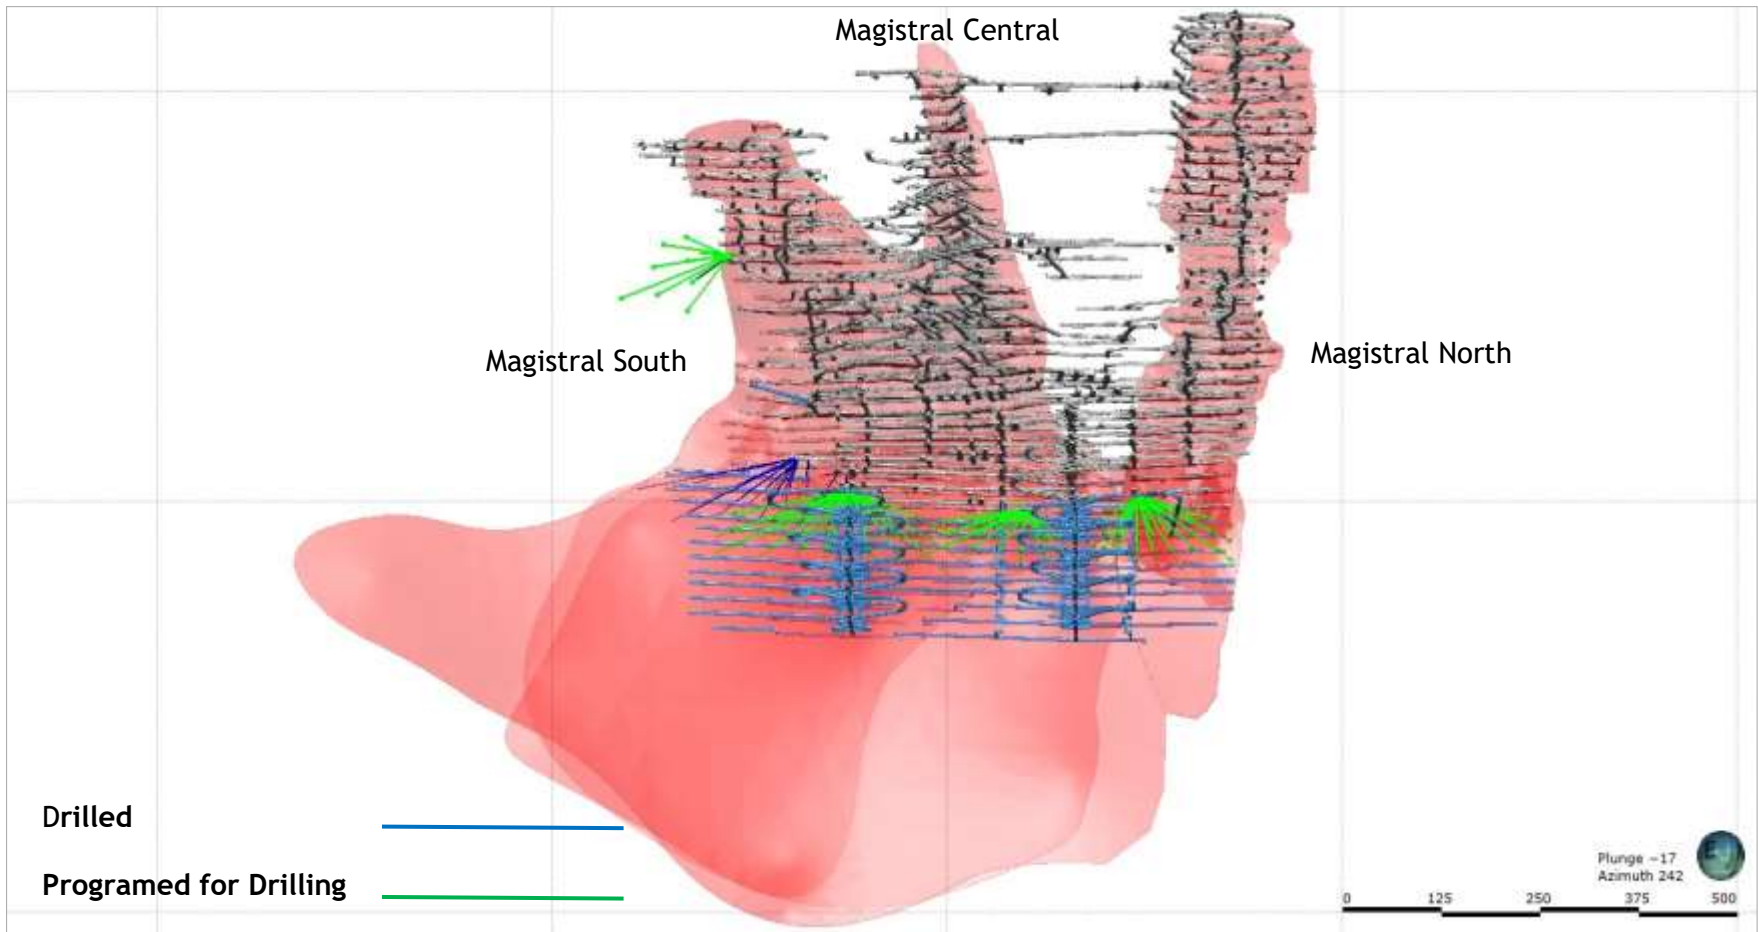 Magistral Central
Magistral South
Magistral North
Drilled
Programed for Drilling
Plunge -17
Azimuth 242
E
0 125 250 375 500